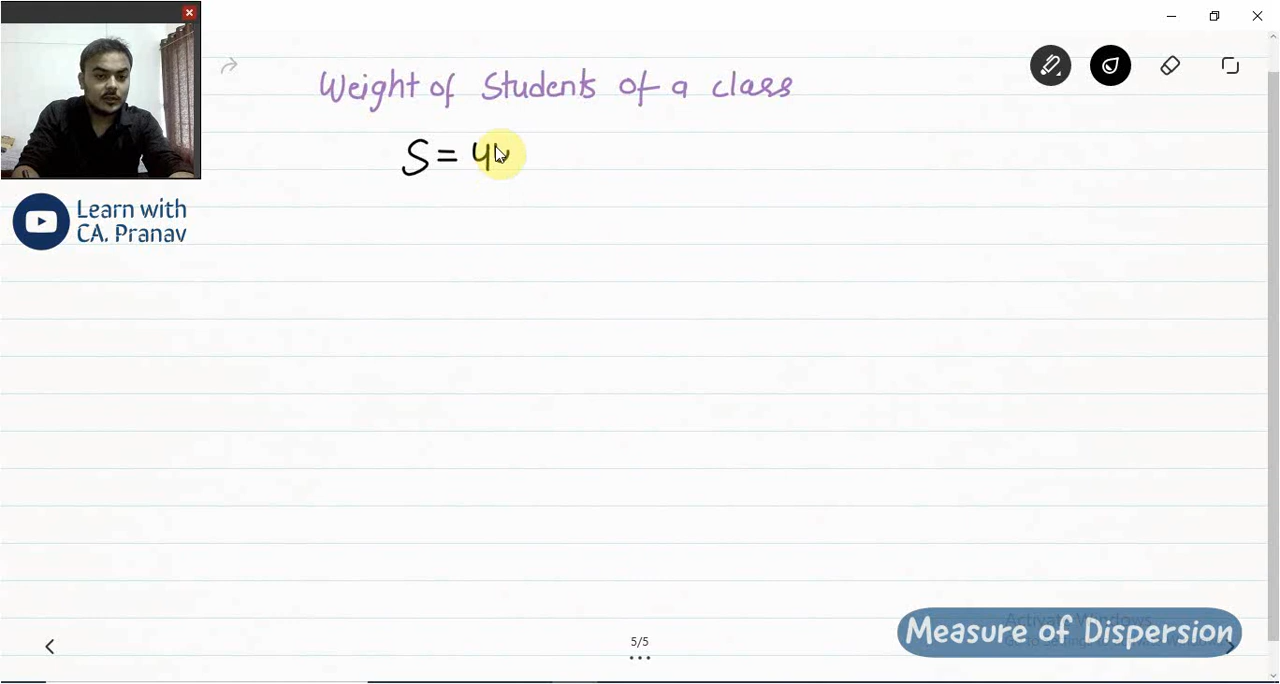 Weight of Students of a class
S = 4
Learn with
CA. Pranav
5/5
Measure of Dispersion